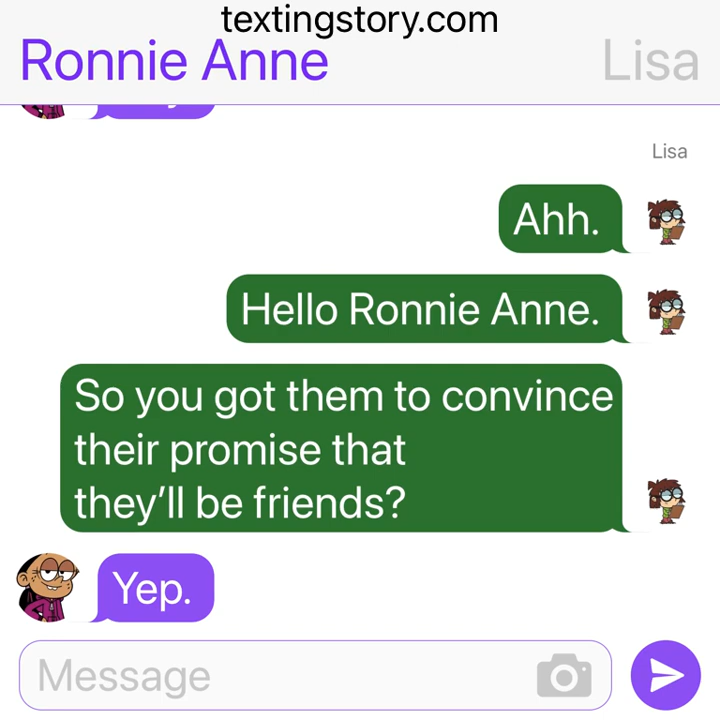 textingstory.com
Ronnie Anne
Lisa
Lisa
Ahh.
Hello Ronnie Anne.
So you got them to convince
their promise that
they'll be friends?
Yep.
Message